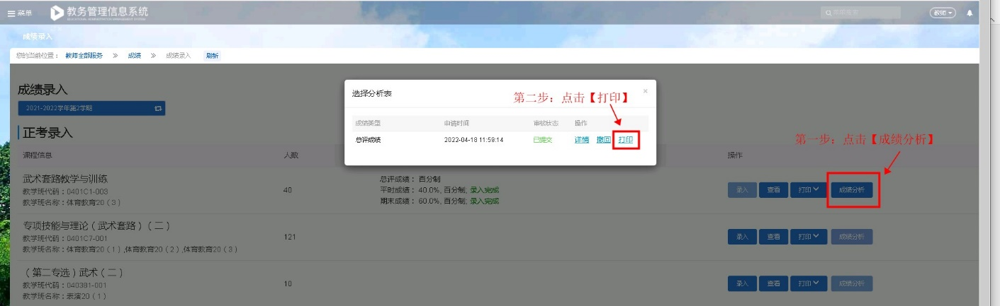 菜单 教务管理信息系统
教师
成绩录入
您的当前位置： 教师全部服务 » 成绩 » 成绩录入 刷新
成绩录入
2021-2022学年第2学期
正考录入
课程信息 人数 操作
选择分析表 ×
第二步：点击【打印】
成绩类型 申请时间 审核状态 操作
总评成绩 2022-04-18 11:59:14 已提交 详情 撤回 打印
第一步：点击【成绩分析】
武术套路教学与训练
教学班代码：0401C1-003
教学班名称：体育教育20（3）
40
总评成绩： 百分制
平时成绩： 40.0%, 百分制; 录入完成
期末成绩： 60.0%, 百分制; 录入完成
录入 查看 打印 成绩分析
专项技能与理论（武术套路）（二）
教学班代码：0401C7-001
教学班名称：体育教育20（1）,体育教育20（2）,体育教育20（3）
121
录入 查看 打印 成绩分析
（第二专选）武术（二）
教学班代码：040381-001
教学班名称：表演20（1）
10
录入 查看 打印 成绩分析